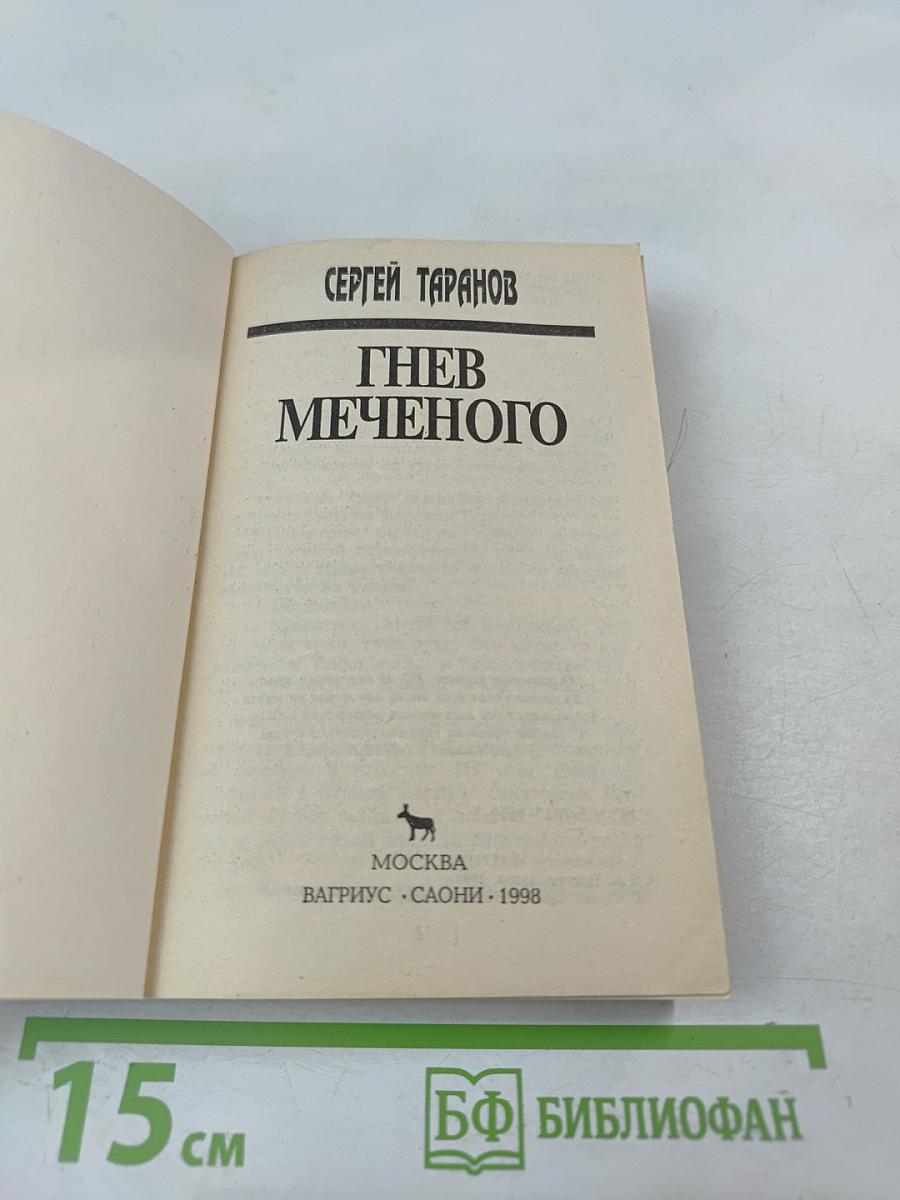 СЕРГЕЙ ТАРАНОВ
ГНЕВ
МЕЧЕНОГО
МОСКВА
ВАГРИУС • САОНИ • 1998
15 см
БФ БИБЛИОФАН